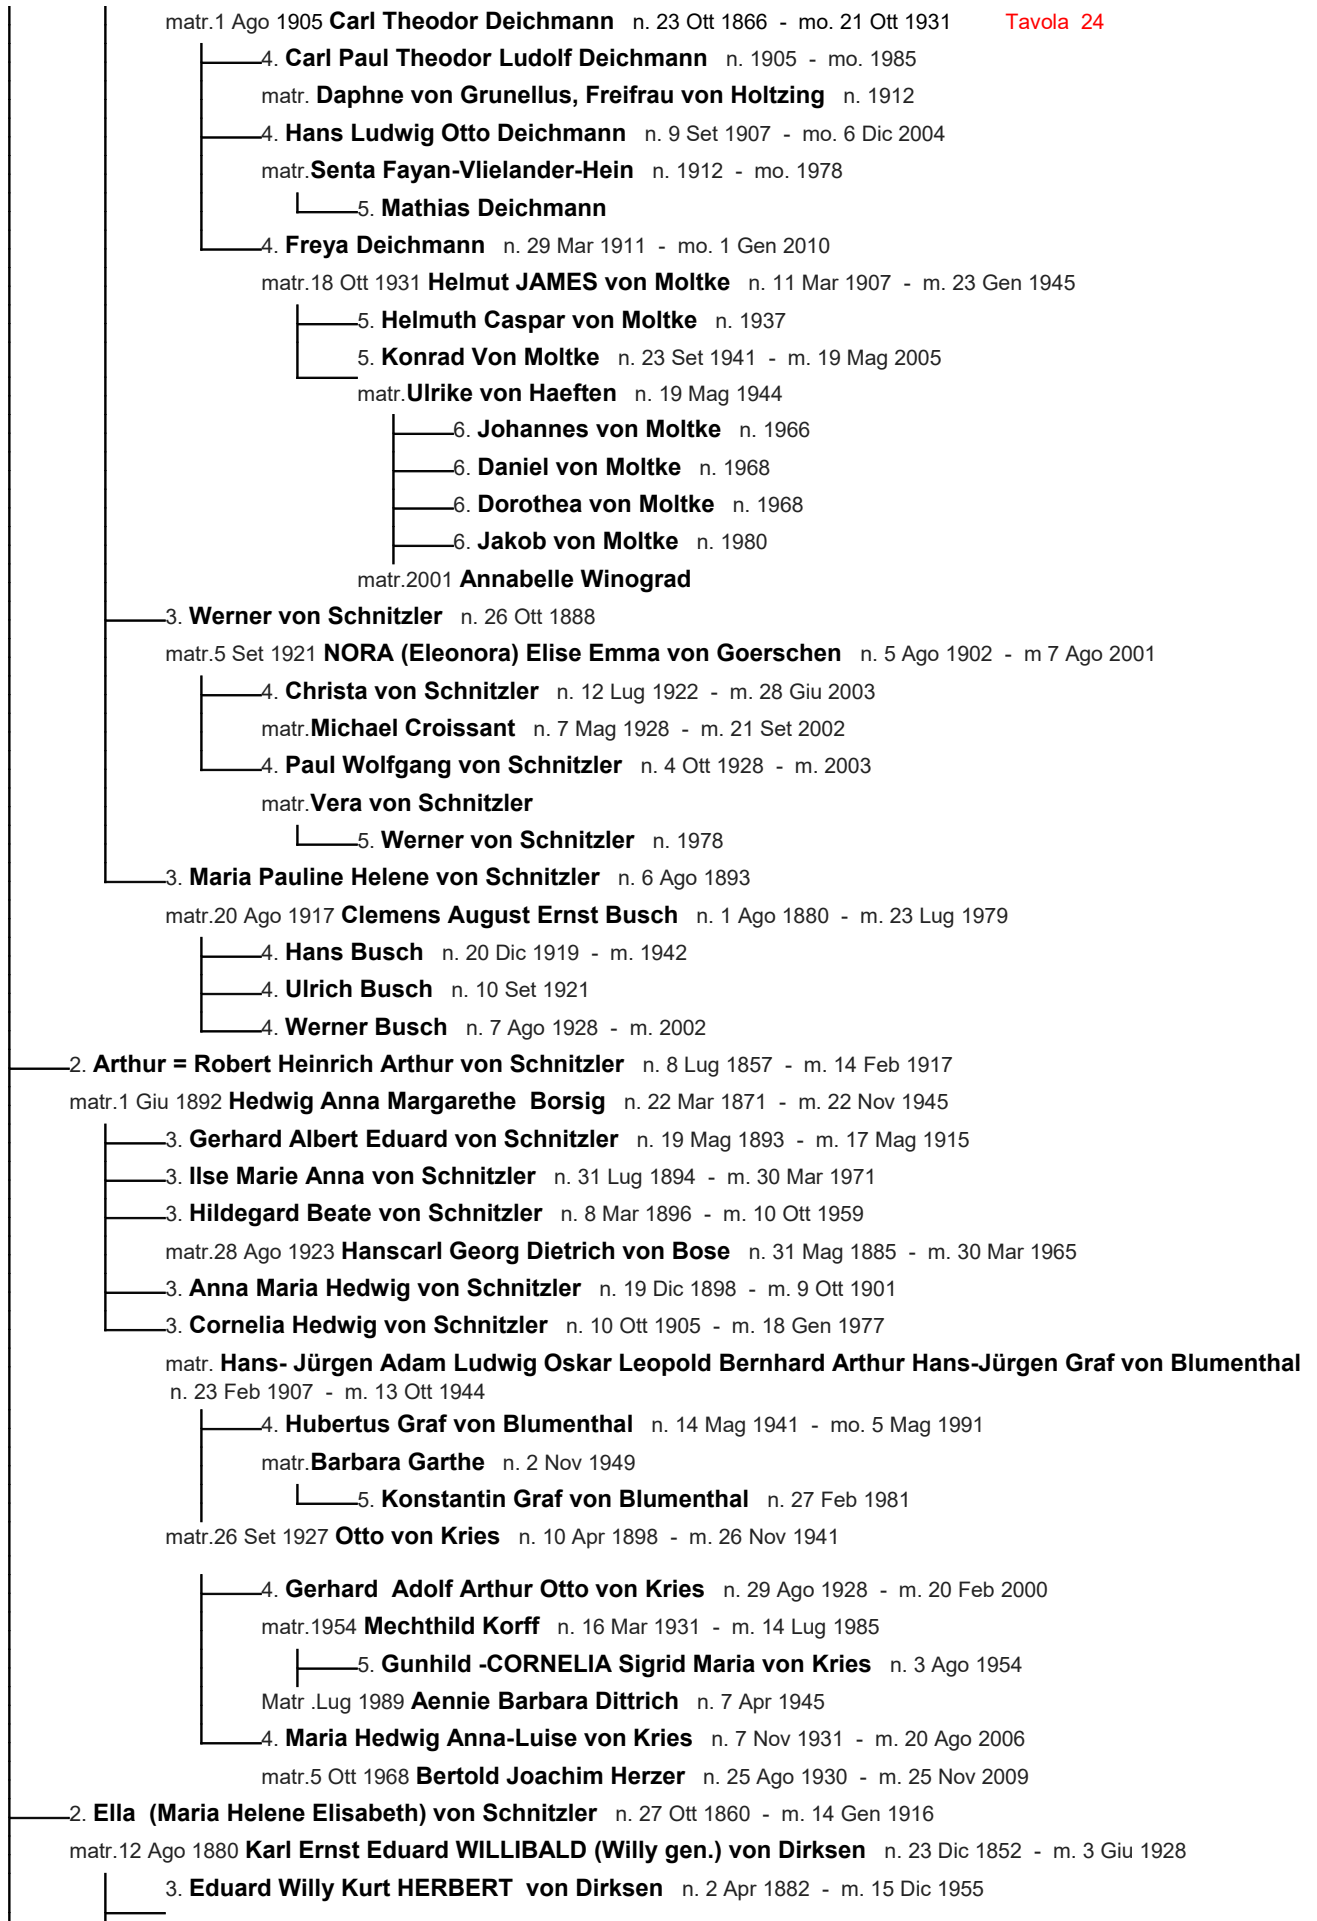 matr.1 Ago 1905 Carl Theodor Deichmann n. 23 Ott 1866 - mo. 21 Ott 1931 Tavola 24
4. Carl Paul Theodor Ludolf Deichmann n. 1905 - mo. 1985
matr. Daphne von Grunellus, Freifrau von Holtzing n. 1912
4. Hans Ludwig Otto Deichmann n. 9 Set 1907 - mo. 6 Dic 2004
matr.Senta Fayan-Vlielander-Hein n. 1912 - mo. 1978
5. Mathias Deichmann
4. Freya Deichmann n. 29 Mar 1911 - mo. 1 Gen 2010
matr.18 Ott 1931 Helmut JAMES von Moltke n. 11 Mar 1907 - m. 23 Gen 1945
5. Helmuth Caspar von Moltke n. 1937
5. Konrad Von Moltke n. 23 Set 1941 - m. 19 Mag 2005
matr.Ulrike von Haeften n. 19 Mag 1944
6. Johannes von Moltke n. 1966
6. Daniel von Moltke n. 1968
6. Dorothea von Moltke n. 1968
6. Jakob von Moltke n. 1980
matr.2001 Annabelle Winograd
3. Werner von Schnitzler n. 26 Ott 1888
matr.5 Set 1921 NORA (Eleonora) Elise Emma von Goerschen n. 5 Ago 1902 - m 7 Ago 2001
4. Christa von Schnitzler n. 12 Lug 1922 - m. 28 Giu 2003
matr.Michael Croissant n. 7 Mag 1928 - m. 21 Set 2002
4. Paul Wolfgang von Schnitzler n. 4 Ott 1928 - m. 2003
matr.Vera von Schnitzler
5. Werner von Schnitzler n. 1978
3. Maria Pauline Helene von Schnitzler n. 6 Ago 1893
matr.20 Ago 1917 Clemens August Ernst Busch n. 1 Ago 1880 - m. 23 Lug 1979
4. Hans Busch n. 20 Dic 1919 - m. 1942
4. Ulrich Busch n. 10 Set 1921
4. Werner Busch n. 7 Ago 1928 - m. 2002
2. Arthur = Robert Heinrich Arthur von Schnitzler n. 8 Lug 1857 - m. 14 Feb 1917
matr.1 Giu 1892 Hedwig Anna Margarethe Borsig n. 22 Mar 1871 - m. 22 Nov 1945
3. Gerhard Albert Eduard von Schnitzler n. 19 Mag 1893 - m. 17 Mag 1915
3. Ilse Marie Anna von Schnitzler n. 31 Lug 1894 - m. 30 Mar 1971
3. Hildegard Beate von Schnitzler n. 8 Mar 1896 - m. 10 Ott 1959
matr.28 Ago 1923 Hanscarl Georg Dietrich von Bose n. 31 Mag 1885 - m. 30 Mar 1965
3. Anna Maria Hedwig von Schnitzler n. 19 Dic 1898 - m. 9 Ott 1901
3. Cornelia Hedwig von Schnitzler n. 10 Ott 1905 - m. 18 Gen 1977
matr. Hans- Jürgen Adam Ludwig Oskar Leopold Bernhard Arthur Hans-Jürgen Graf von Blumenthal
n. 23 Feb 1907 - m. 13 Ott 1944
4. Hubertus Graf von Blumenthal n. 14 Mag 1941 - mo. 5 Mag 1991
matr.Barbara Garthe n. 2 Nov 1949
5. Konstantin Graf von Blumenthal n. 27 Feb 1981
matr.26 Set 1927 Otto von Kries n. 10 Apr 1898 - m. 26 Nov 1941
4. Gerhard Adolf Arthur Otto von Kries n. 29 Ago 1928 - m. 20 Feb 2000
matr.1954 Mechthild Korff n. 16 Mar 1931 - m. 14 Lug 1985
5. Gunhild -CORNELIA Sigrid Maria von Kries n. 3 Ago 1954
Matr .Lug 1989 Aennie Barbara Dittrich n. 7 Apr 1945
4. Maria Hedwig Anna-Luise von Kries n. 7 Nov 1931 - m. 20 Ago 2006
matr.5 Ott 1968 Bertold Joachim Herzer n. 25 Ago 1930 - m. 25 Nov 2009
2. Ella (Maria Helene Elisabeth) von Schnitzler n. 27 Ott 1860 - m. 14 Gen 1916
matr.12 Ago 1880 Karl Ernst Eduard WILLIBALD (Willy gen.) von Dirksen n. 23 Dic 1852 - m. 3 Giu 1928
3. Eduard Willy Kurt HERBERT von Dirksen n. 2 Apr 1882 - m. 15 Dic 1955